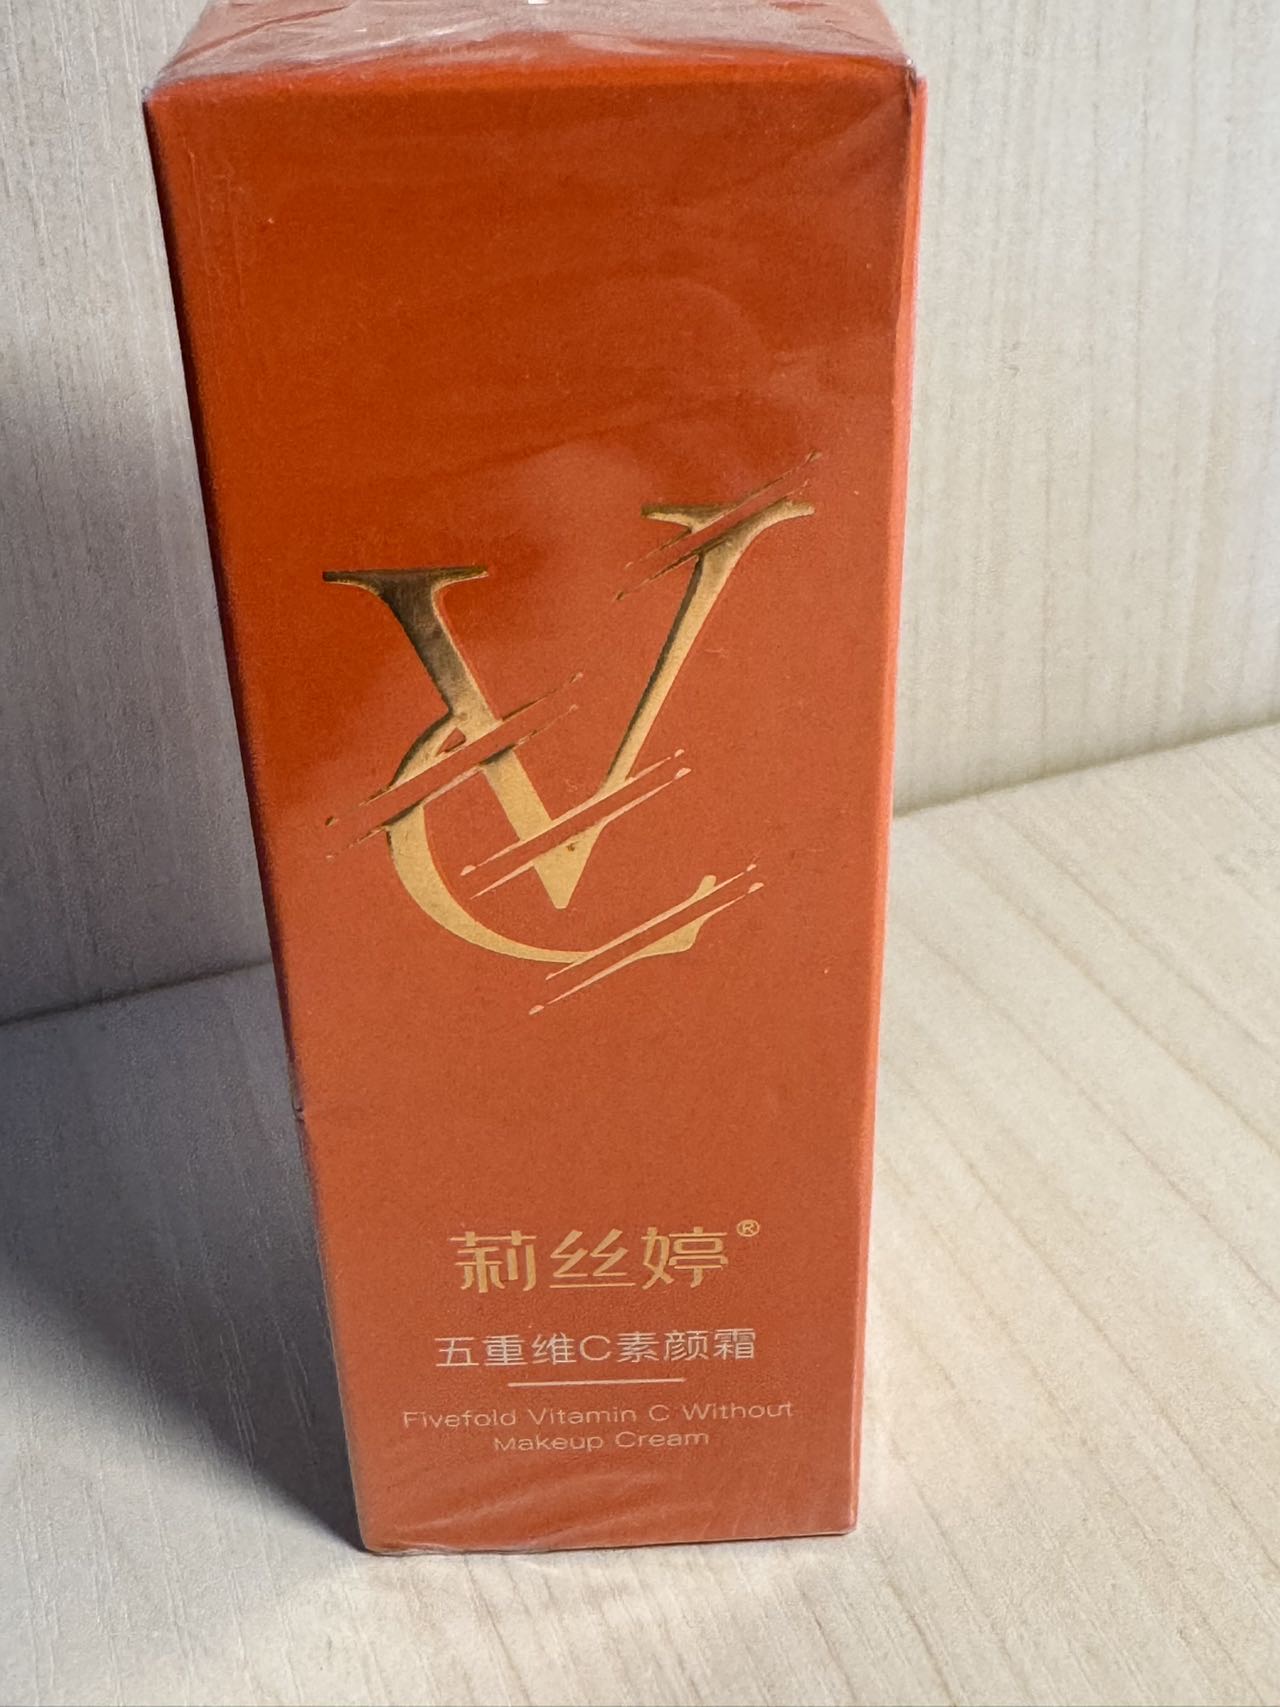 VC
莉丝婷®
五重维C素颜霜
Fivefold Vitamin C Without
Makeup Cream